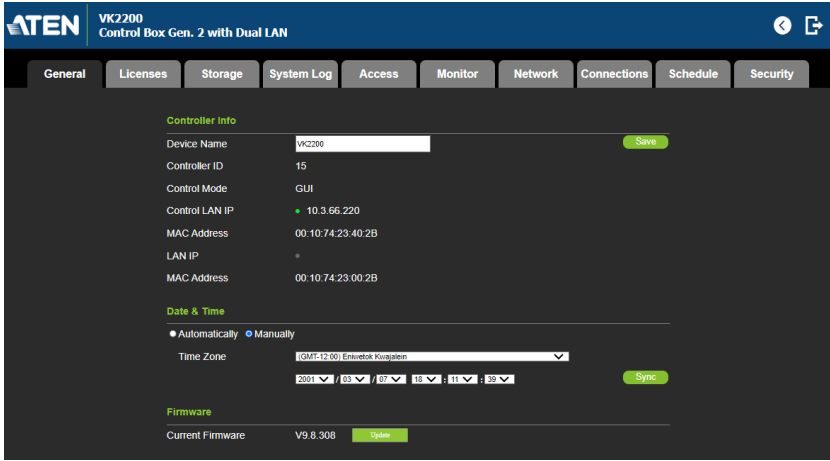 ATEN
VK2200
Control Box Gen. 2 with Dual LAN
General Licenses Storage System Log Access Monitor Network Connections Schedule Security
Controller Info
Device Name VK2200 Save
Controller ID 15
Control Mode GUI
Control LAN IP 10.3.66.220
MAC Address 00:10:74:23:40:2B
LAN IP
MAC Address 00:10:74:23:00:2B
Date & Time
Automatically Manually
Time Zone (GMT-12:00) Eniwetok Kwajalein
2001 / 03 / 07 18 : 11 : 39 Sync
Firmware
Current Firmware V9.8.308 Update